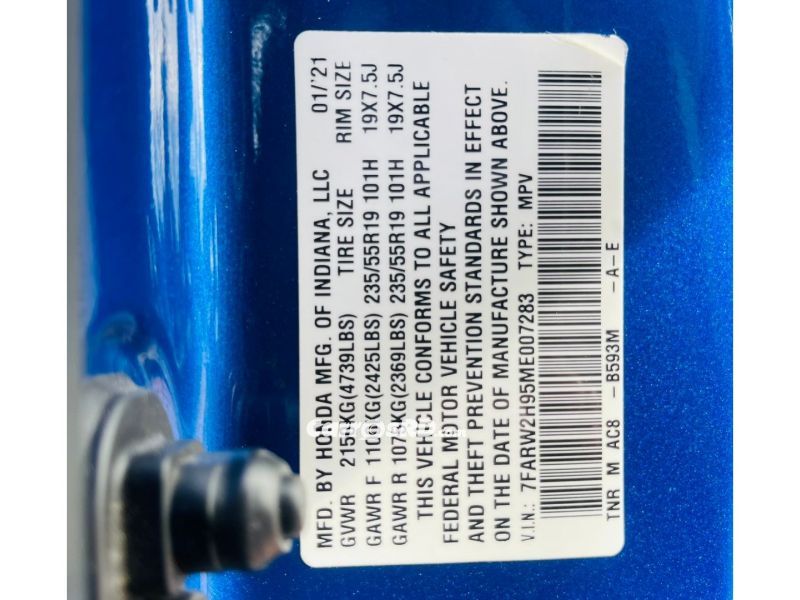 MFD. BY HONDA MFG. OF INDIANA, LLC 01/'21
GVWR 2150KG(4739LBS) TIRE SIZE RIM SIZE
GAWR F 1100KG(2425LBS) 235/55R19 101H 19X7.5J
GAWR R 1075KG(2369LBS) 235/55R19 101H 19X7.5J
THIS VEHICLE CONFORMS TO ALL APPLICABLE
FEDERAL MOTOR VEHICLE SAFETY
AND THEFT PREVENTION STANDARDS IN EFFECT
ON THE DATE OF MANUFACTURE SHOWN ABOVE.
V.I.N.: 7FARW2H95ME007283 TYPE: MPV
TNR M AC8 -B593M -A-E